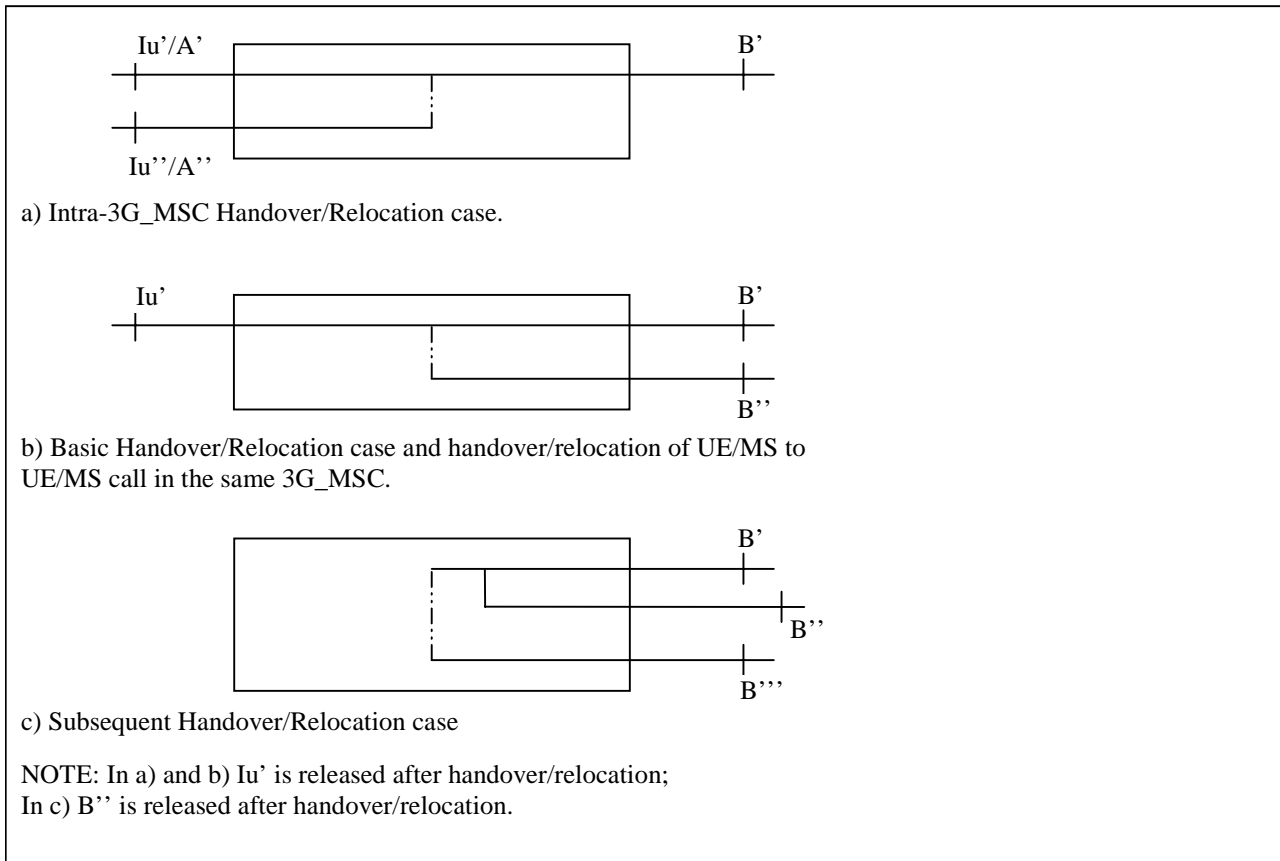 Iu’/A’ B’
Iu’’/A’’
a) Intra-3G_MSC Handover/Relocation case.
Iu’ B’
B’’
b) Basic Handover/Relocation case and handover/relocation of UE/MS to
UE/MS call in the same 3G_MSC.
B’
B’’
B’’’
c) Subsequent Handover/Relocation case
NOTE: In a) and b) Iu’ is released after handover/relocation;
In c) B’’ is released after handover/relocation.